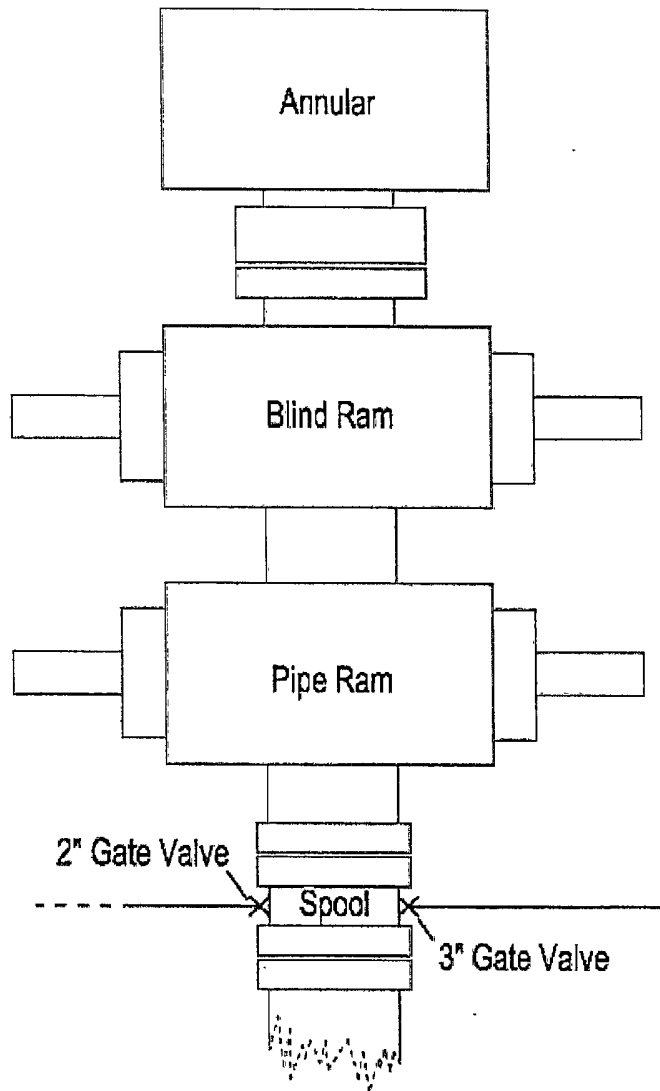 Annular
Blind Ram
Pipe Ram
2" Gate Valve
Spool
3" Gate Valve